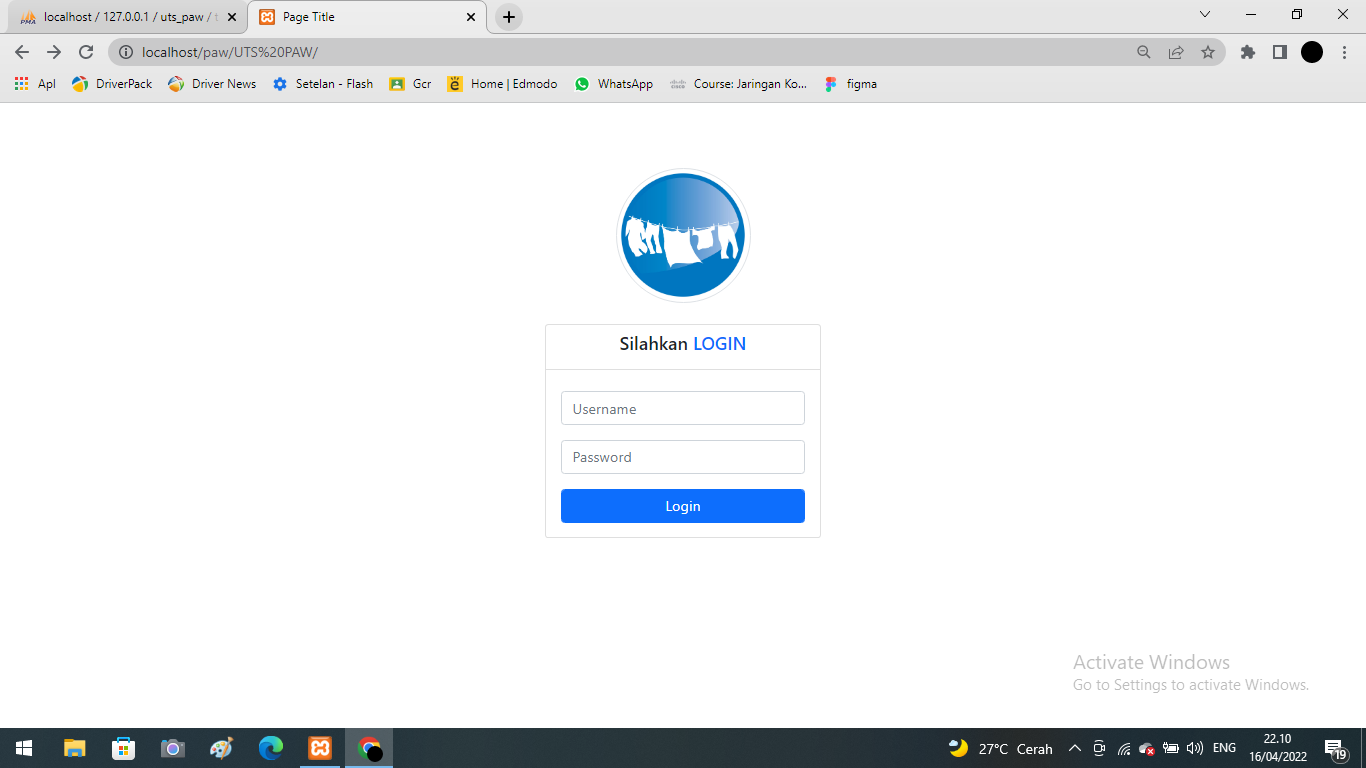 localhost / 127.0.0.1 / uts_paw /
Page Title
localhost/paw/UTS%20PAW/
Apl
DriverPack
Driver News
Setelan - Flash
Gcr
Home | Edmodo
WhatsApp
Course: Jaringan Ko...
figma
Silahkan LOGIN
Username
Password
Login
Activate Windows
Go to Settings to activate Windows.
27°C Cerah
ENG
22.10
16/04/2022
19